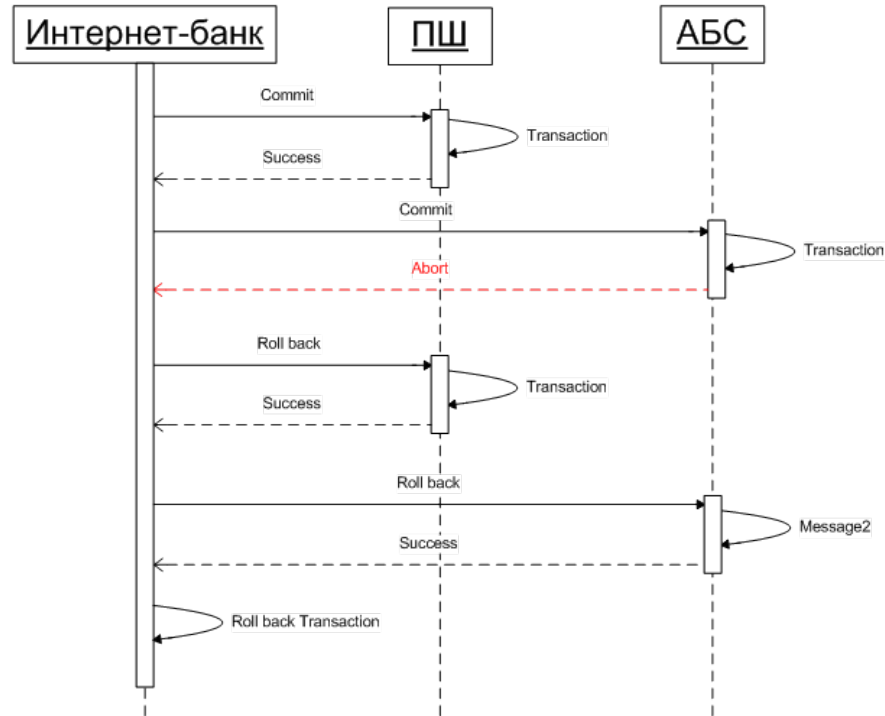 Интернет-банк
ПШ
АБС
Commit
Transaction
Success
Commit
Transaction
Abort
Roll back
Transaction
Success
Roll back
Message2
Success
Roll back Transaction